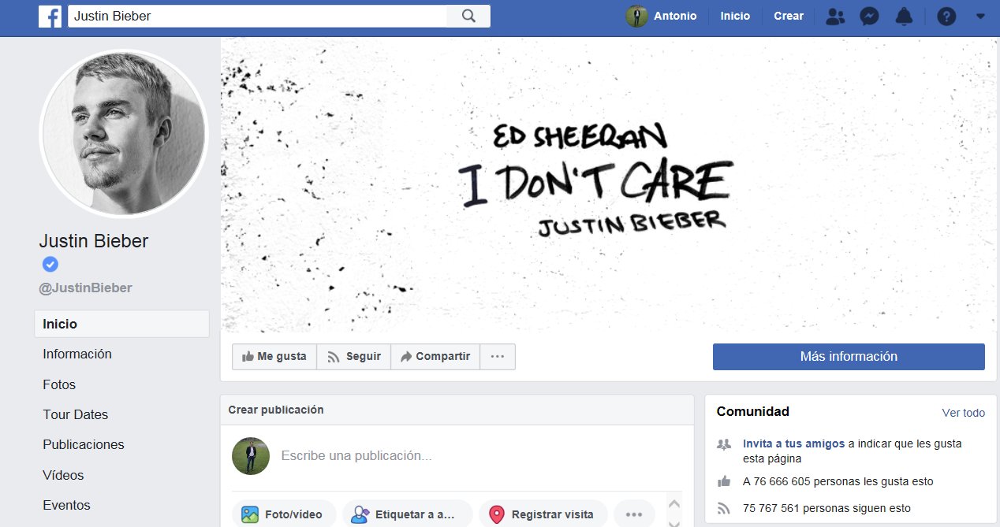 f
Justin Bieber
Antonio
Inicio
Crear
ED SHEERAN
I DON'T CARE
JUSTIN BIEBER
Justin Bieber
@JustinBieber
Inicio
Información
Fotos
Tour Dates
Publicaciones
Vídeos
Eventos
Me gusta
Seguir
Compartir
...
Más información
Crear publicación
Escribe una publicación...
Foto/vídeo
Etiquetar a a...
Registrar visita
...
Comunidad
Ver todo
Invita a tus amigos a indicar que les gusta
esta página
A 76 666 605 personas les gusta esto
75 767 561 personas siguen esto